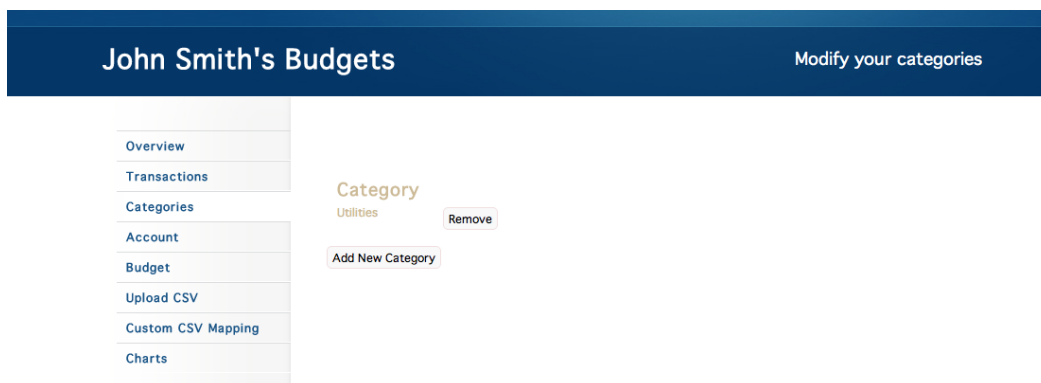 John Smith's Budgets
Modify your categories
Overview
Transactions
Categories
Account
Budget
Upload CSV
Custom CSV Mapping
Charts
Category
Utilities
Remove
Add New Category